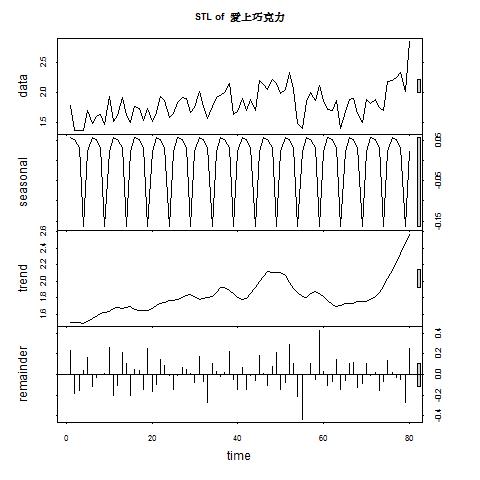 STL of 愛上巧克力
data
1.5 2.0 2.5
seasonal
-0.15 -0.05 0.05
trend
1.6 1.8 2.0 2.2 2.4 2.6
remainder
-0.4 -0.2 0.0 0.2 0.4
0 20 40 60 80
time